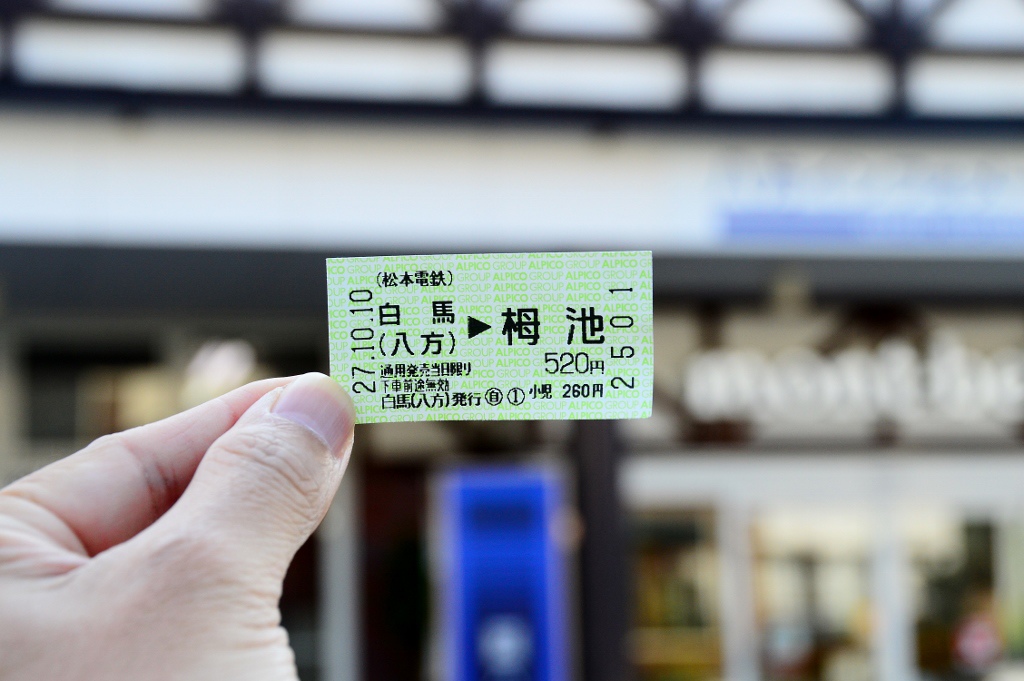 (松本電鉄)
27.10.10
白馬
(八方)
▶
栂池
520円
通用発売当日限り
下車前途無効
白馬(八方)発行 ㊐ ① 小児 260円
2501
ALPICO GROUP